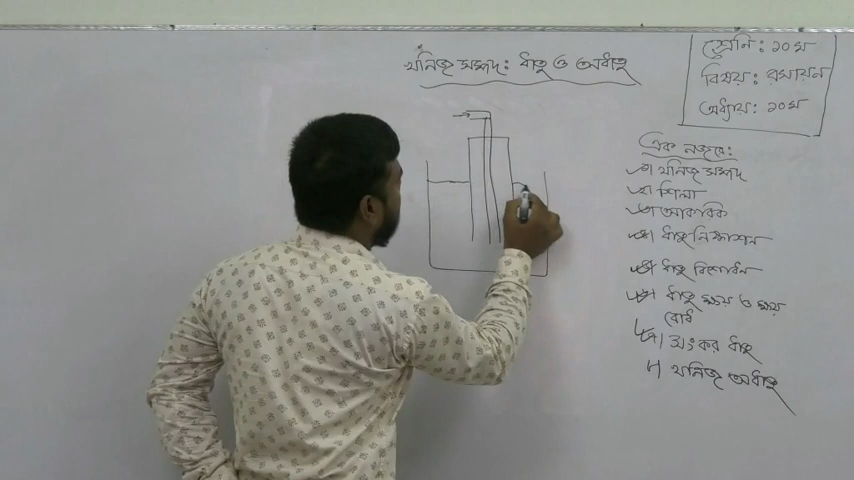 খনিজ সম্পদ: ধাতু ও অধাতু
শ্রেণি: ১০ম
বিষয়: রসায়ন
অধ্যায়: ১০ম
এক নজরে:
১। খনিজ সম্পদ
২। শিলা
৩। আকরিক
৪। ধাতু নিষ্কাশন
৫। ধাতু বিশোধন
৬। ধাতু ক্ষয় ও ক্ষয়
রোধ
৭। সংকর ধাতু
৮। খনিজ অধাতু